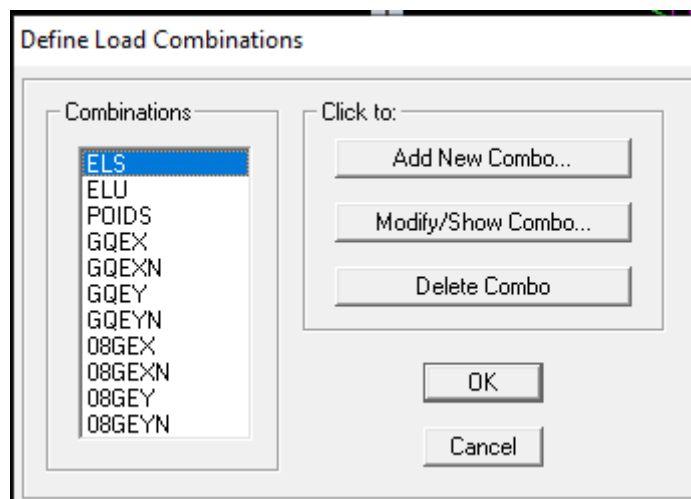 Define Load Combinations
Combinations
ELS
ELU
POIDS
GQEX
GQEXN
GQEY
GQEYN
08GEX
08GEXN
08GEY
08GEYN
Click to:
Add New Combo...
Modify/Show Combo...
Delete Combo
OK
Cancel